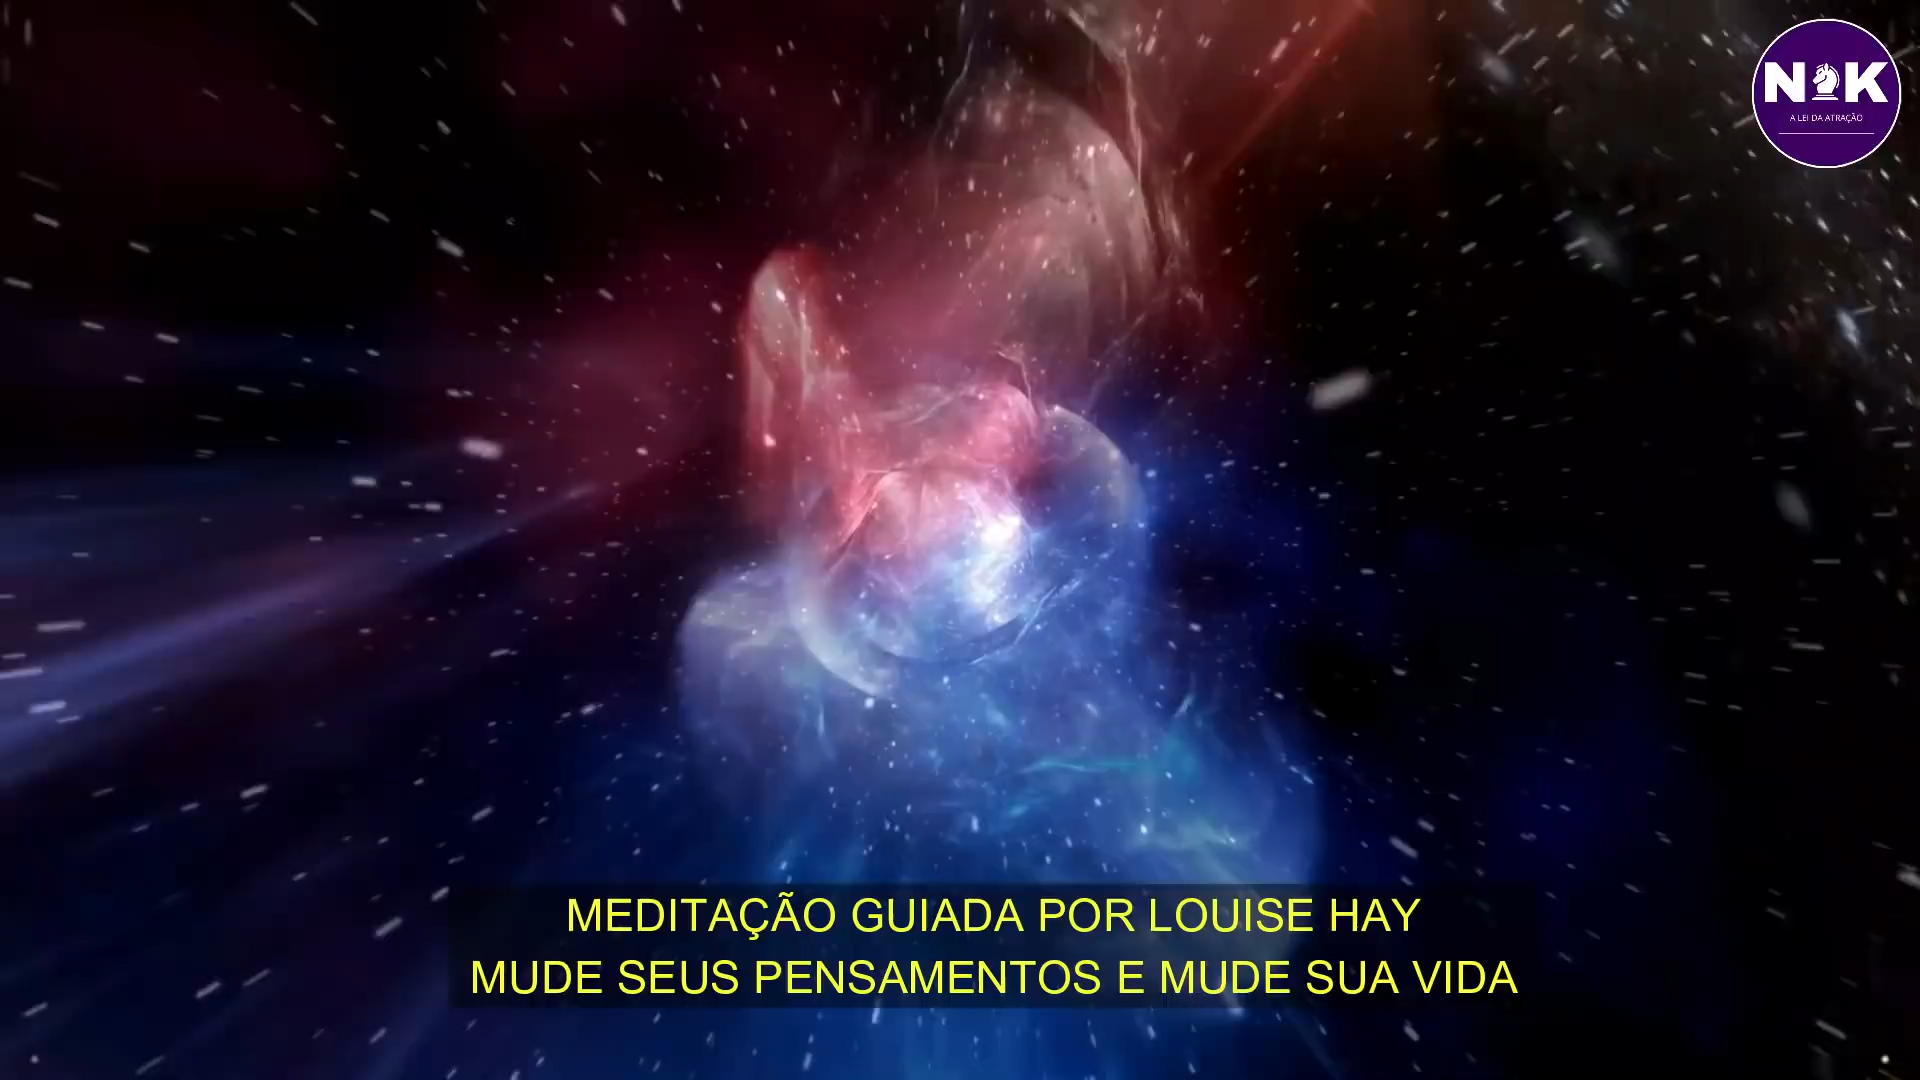 N K
A LEI DA ATRAÇÃO
MEDITAÇÃO GUIADA POR LOUISE HAY
MUDE SEUS PENSAMENTOS E MUDE SUA VIDA